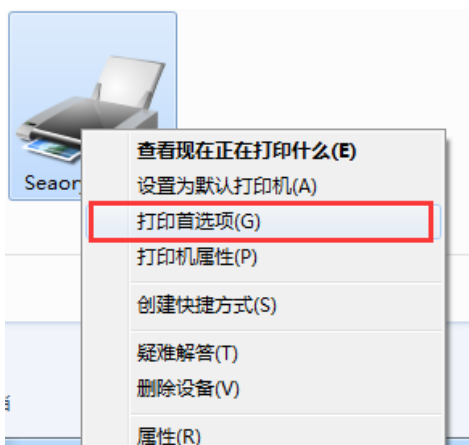 查看现在正在打印什么(E)
Seaor
设置为默认打印机(A)
打印首选项(G)
打印机属性(P)
创建快捷方式(S)
疑难解答(T)
删除设备(V)
属性(R)